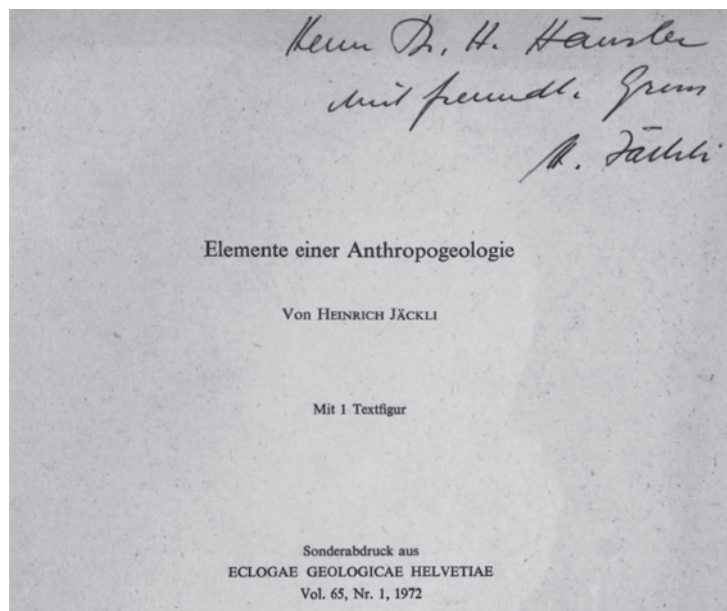 Herrn Dr. H. Häusler
mit freundl. Gruss
H. Jäckli
Elemente einer Anthropogeologie
Von HEINRICH JÄCKLI
Mit 1 Textfigur
Sonderabdruck aus
ECLOGAE GEOLOGICAE HELVETIAE
Vol. 65, Nr. 1, 1972